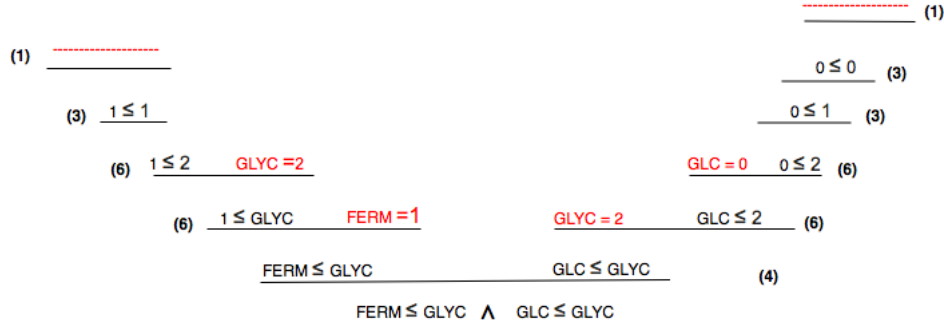 (1)
(1)
0 ≤ 0 (3)
(3) 1 ≤ 1 0 ≤ 1 (3)
(6) 1 ≤ 2 GLYC =2 GLC = 0 0 ≤ 2 (6)
(6) 1 ≤ GLYC FERM =1 GLYC = 2 GLC ≤ 2 (6)
FERM ≤ GLYC GLC ≤ GLYC (4)
FERM ≤ GLYC ∧ GLC ≤ GLYC